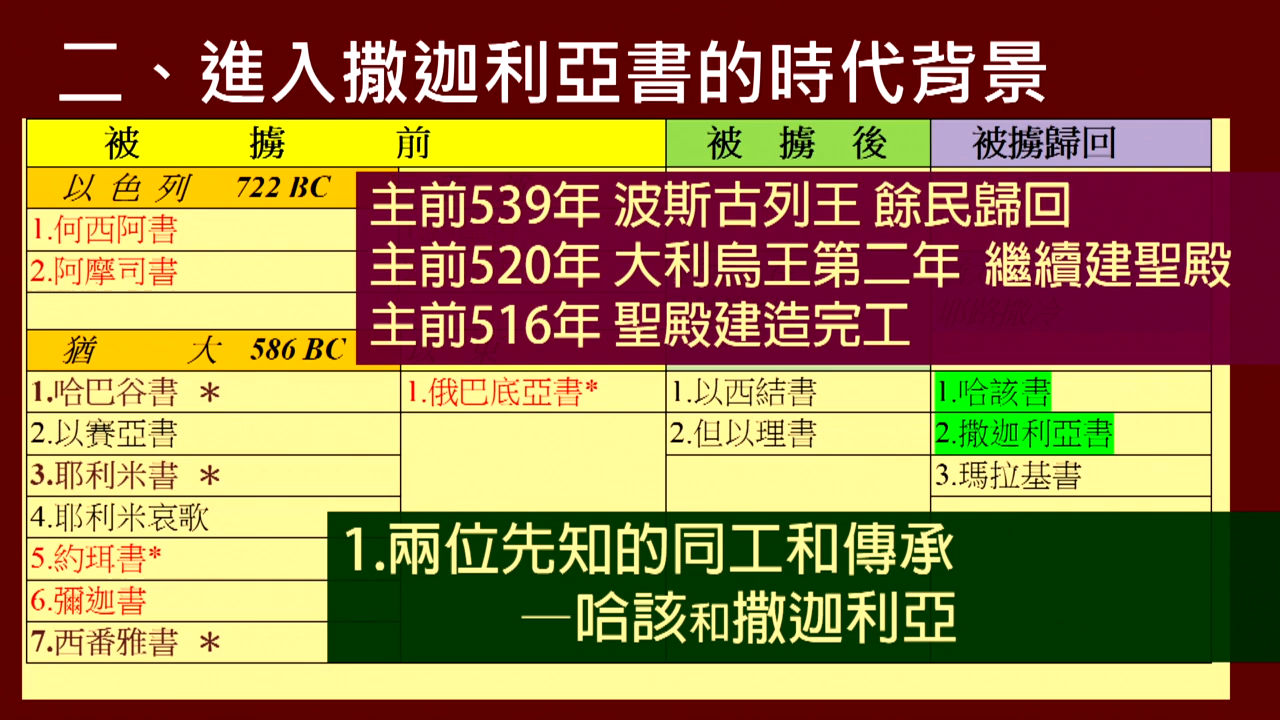 二、進入撒迦利亞書的時代背景
被 擄 前 被 擄 後 被擄歸回
以 色 列 722 BC
主前539年 波斯古列王 餘民歸回
1.何西阿書
主前520年 大利烏王第二年 繼續建聖殿
2.阿摩司書
主前516年 聖殿建造完工
猶 大 586 BC
1.哈巴谷書 * 1.俄巴底亞書* 1.以西結書 1.哈該書
2.以賽亞書 2.但以理書 2.撒迦利亞書
3.耶利米書 * 3.瑪拉基書
4.耶利米哀歌
5.約珥書*
6.彌迦書
7.西番雅書 *
1.兩位先知的同工和傳承
—哈該和撒迦利亞